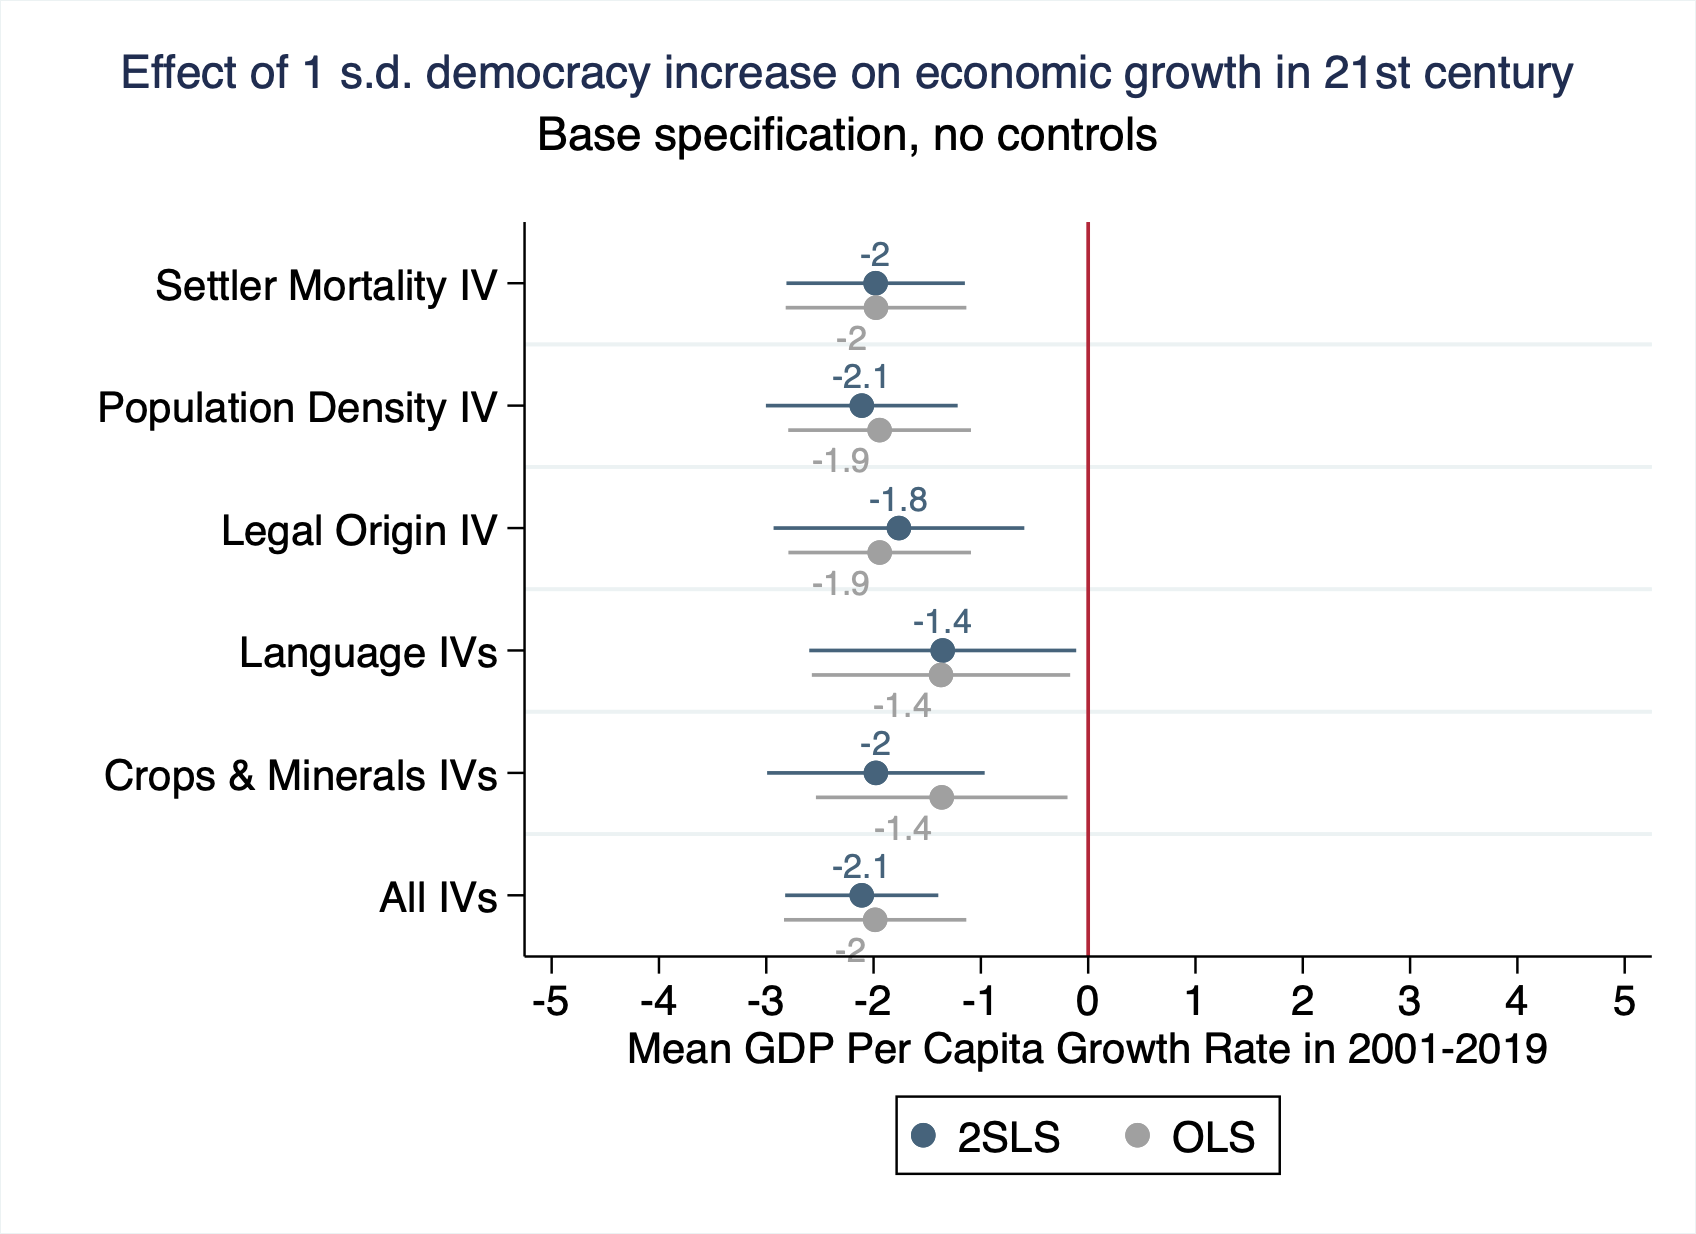 Effect of 1 s.d. democracy increase on economic growth in 21st century
Base specification, no controls
-2
Settler Mortality IV
-2
-2.1
Population Density IV
-1.9
-1.8
Legal Origin IV
-1.9
-1.4
Language IVs
-1.4
-2
Crops & Minerals IVs
-1.4
-2.1
All IVs
-2
-5 -4 -3 -2 -1 0 1 2 3 4 5
Mean GDP Per Capita Growth Rate in 2001-2019
2SLS OLS